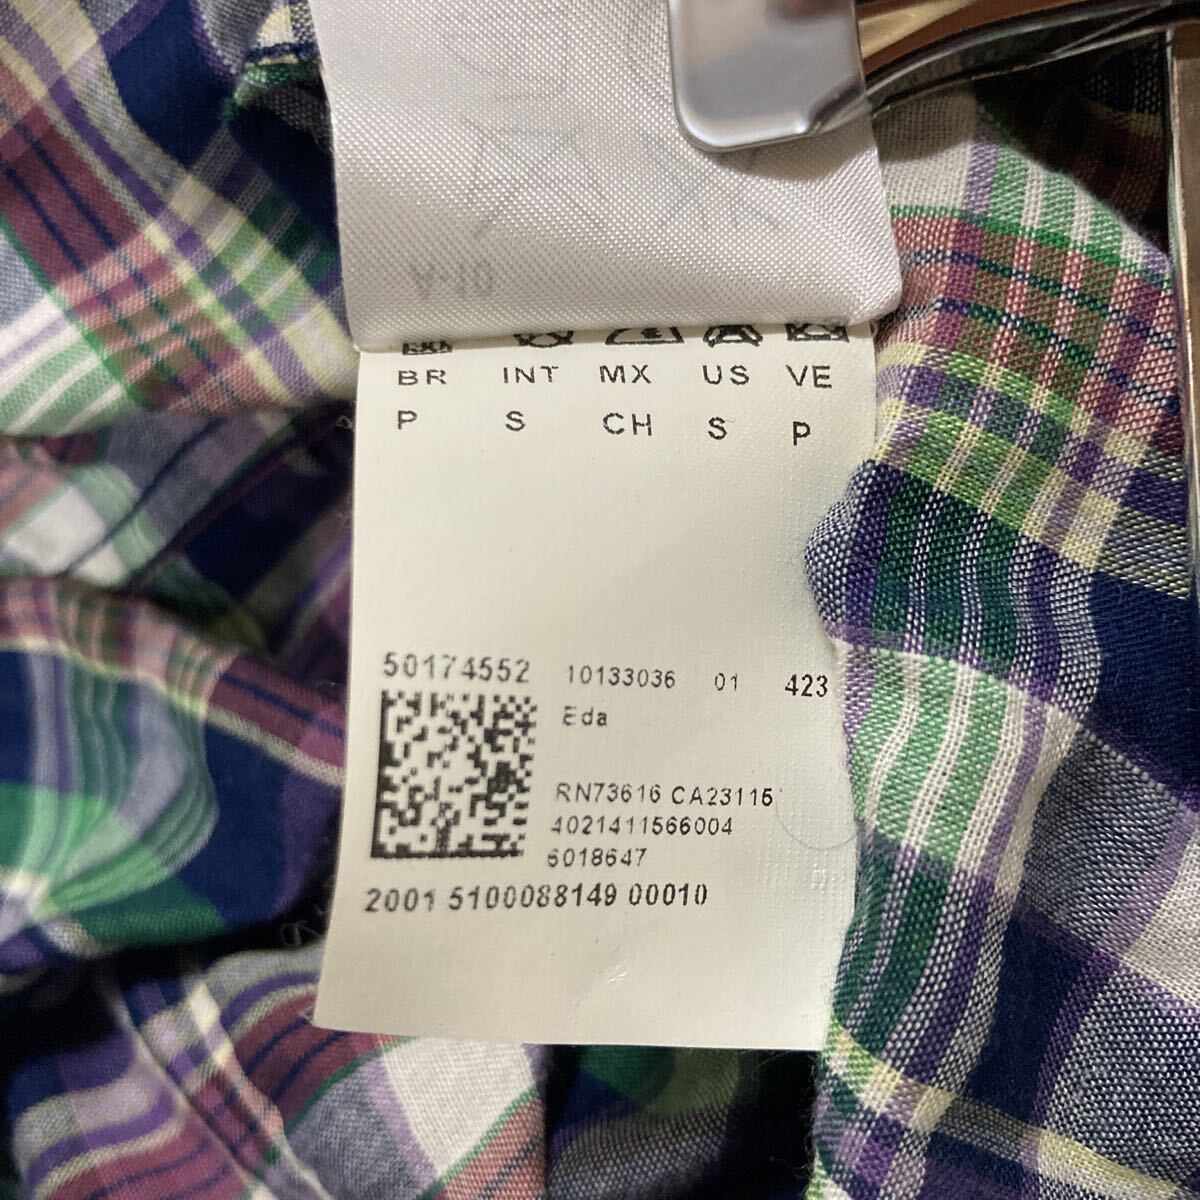 BR INT MX US VE
P S CH S P
50174552 10133036 01 423
Eda
RN73616 CA23115
4021411566004
6018647
2001 5100088149 00010